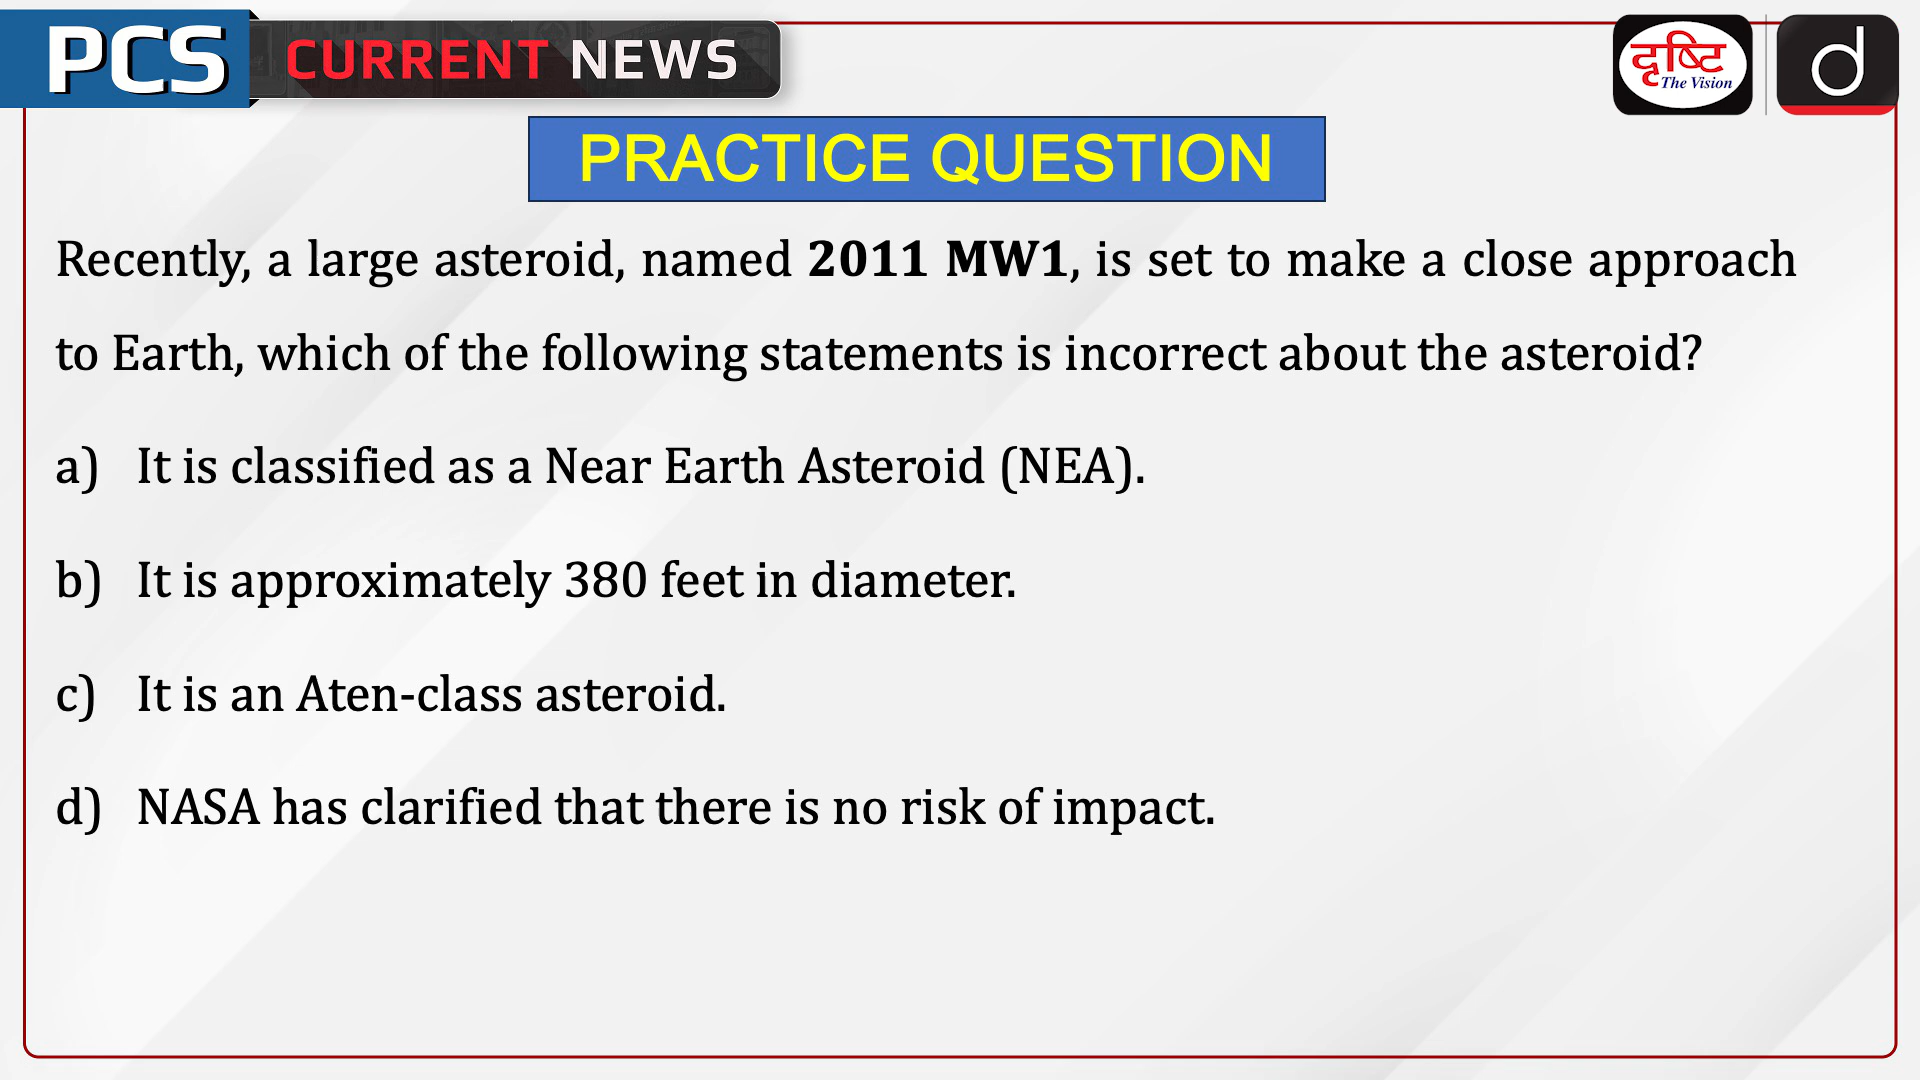 PCS CURRENT NEWS
दृष्टि
The Vision
d
PRACTICE QUESTION
Recently, a large asteroid, named 2011 MW1, is set to make a close approach
to Earth, which of the following statements is incorrect about the asteroid?
a) It is classified as a Near Earth Asteroid (NEA).
b) It is approximately 380 feet in diameter.
c) It is an Aten-class asteroid.
d) NASA has clarified that there is no risk of impact.